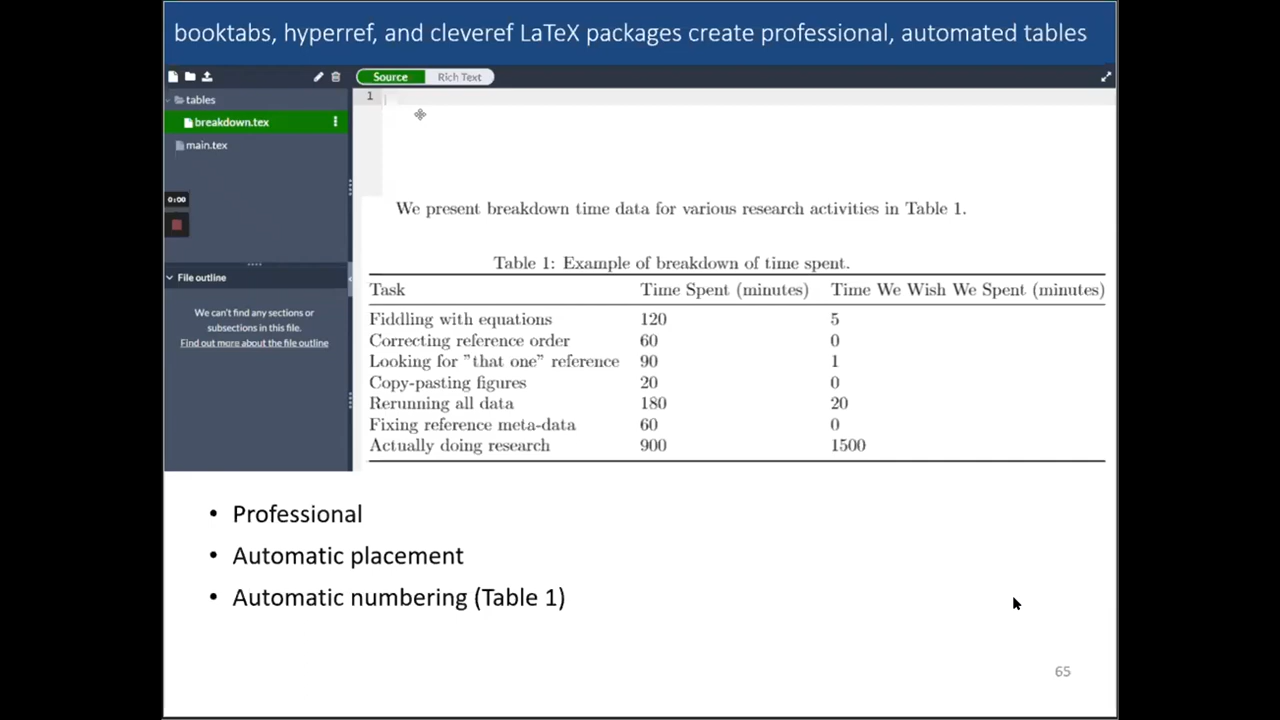 booktabs, hyperref, and cleveref LaTeX packages create professional, automated tables
Source Rich Text
tables
breakdown.tex
main.tex
1
0:00
File outline
We can't find any sections or
subsections in this file.
Find out more about the file outline
We present breakdown time data for various research activities in Table 1.
Table 1: Example of breakdown of time spent.
Task Time Spent (minutes) Time We Wish We Spent (minutes)
Fiddling with equations 120 5
Correcting reference order 60 0
Looking for "that one" reference 90 1
Copy-pasting figures 20 0
Rerunning all data 180 20
Fixing reference meta-data 60 0
Actually doing research 900 1500
• Professional
• Automatic placement
• Automatic numbering (Table 1)
65